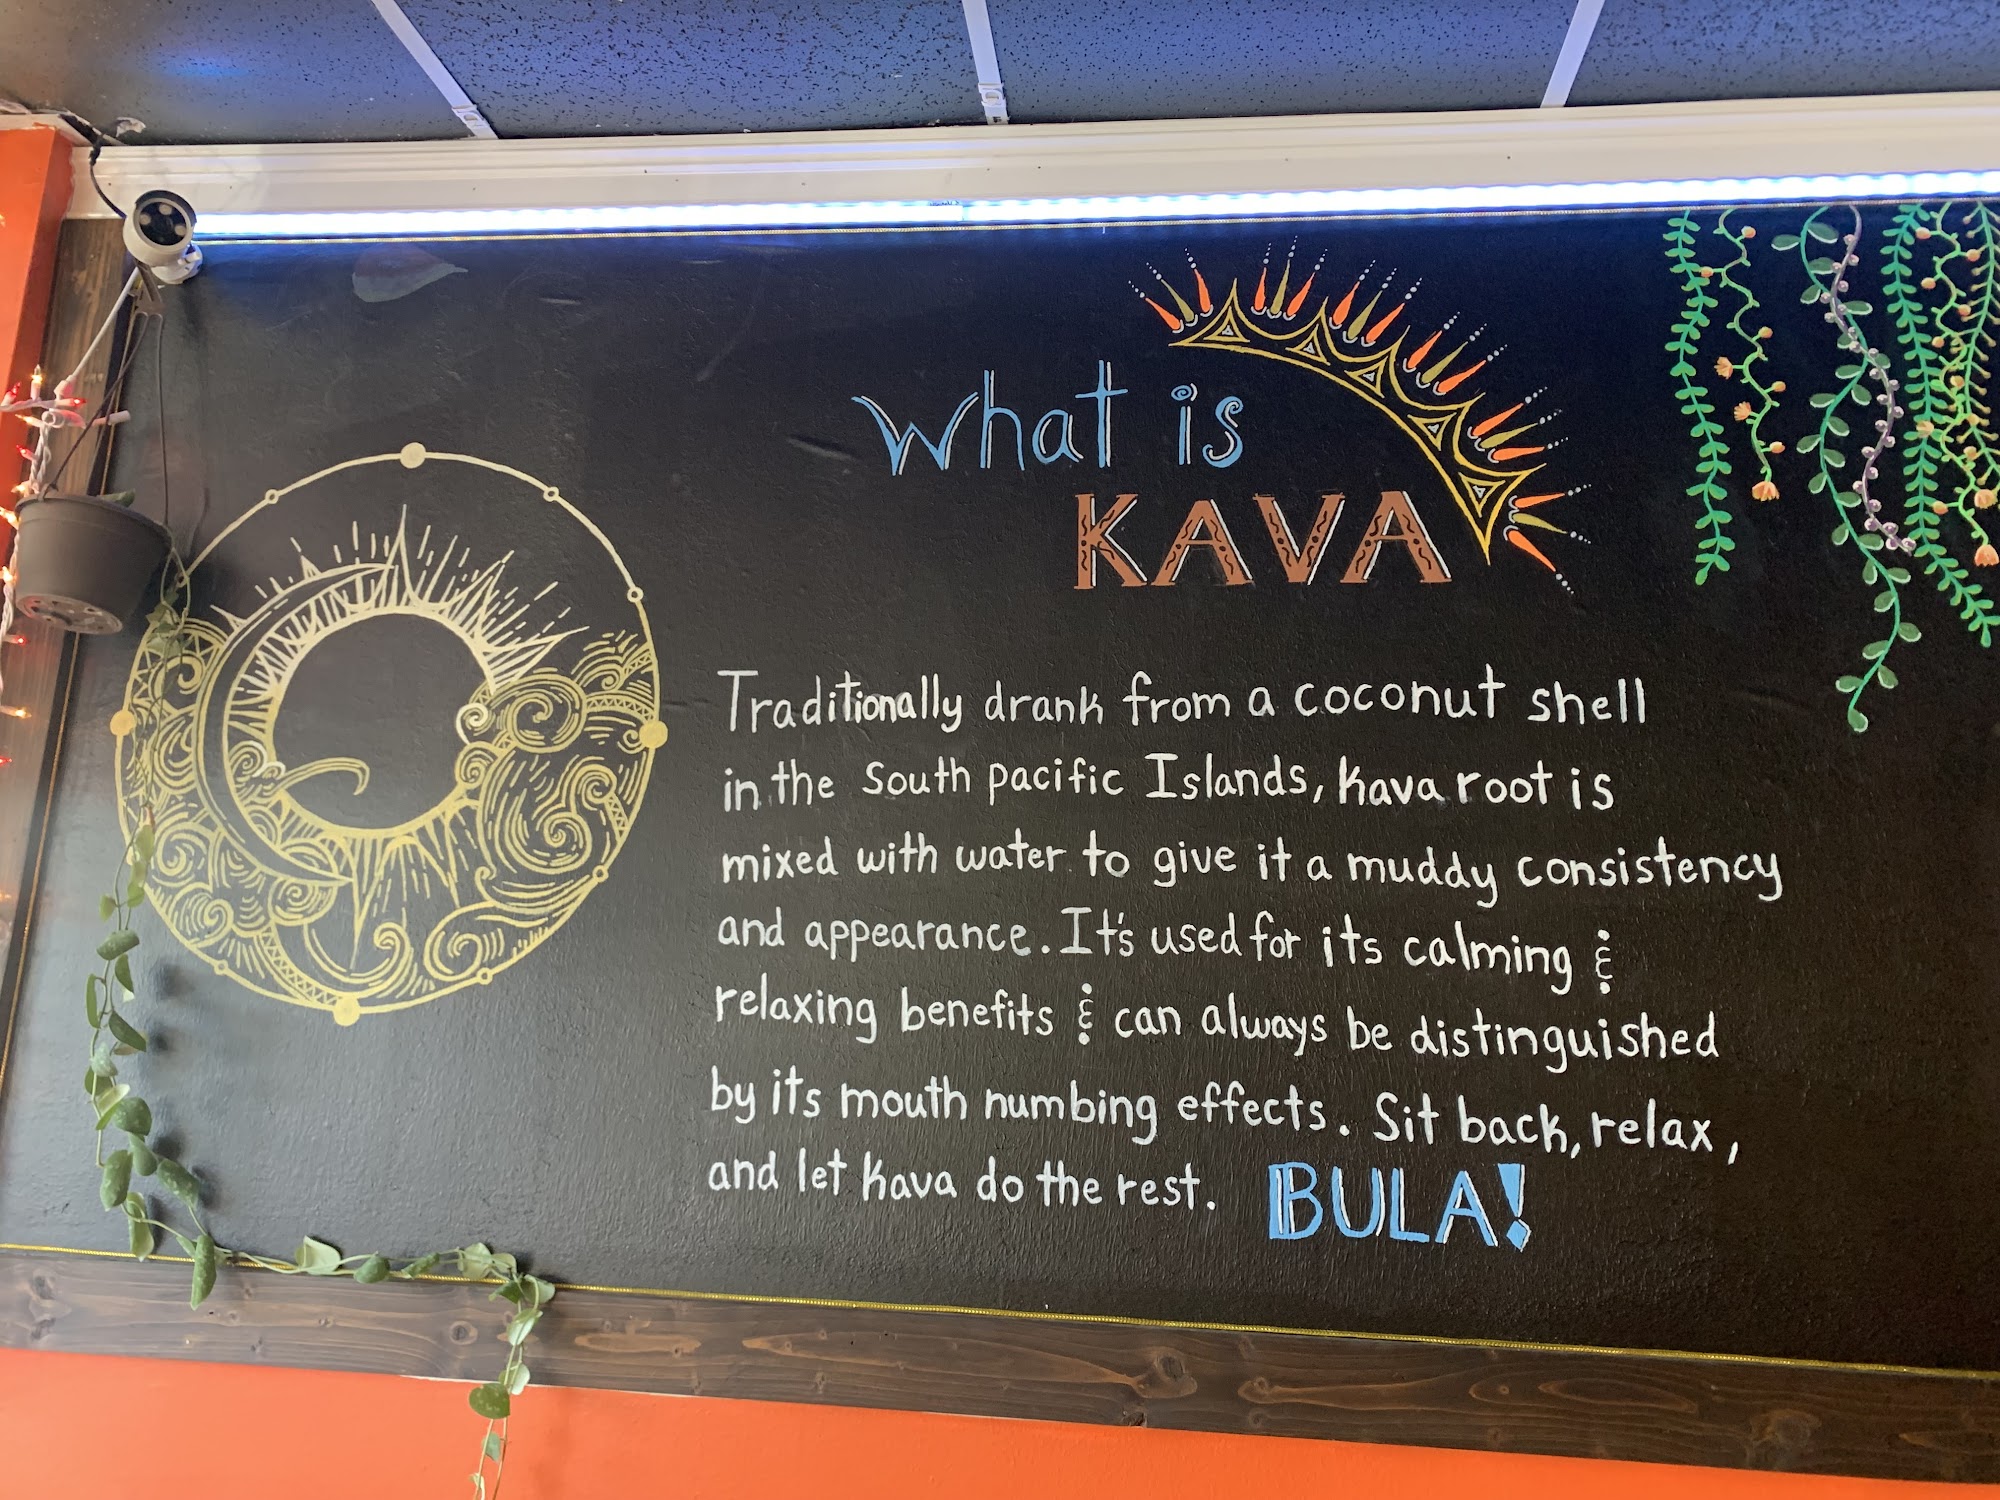 What is
KAVA
Traditionally drank from a coconut shell
in the South pacific Islands, kava root is
mixed with water to give it a muddy consistency
and appearance. It's used for its calming &
relaxing benefits & can always be distinguished
by its mouth numbing effects. Sit back, relax,
and let kava do the rest. BULA!